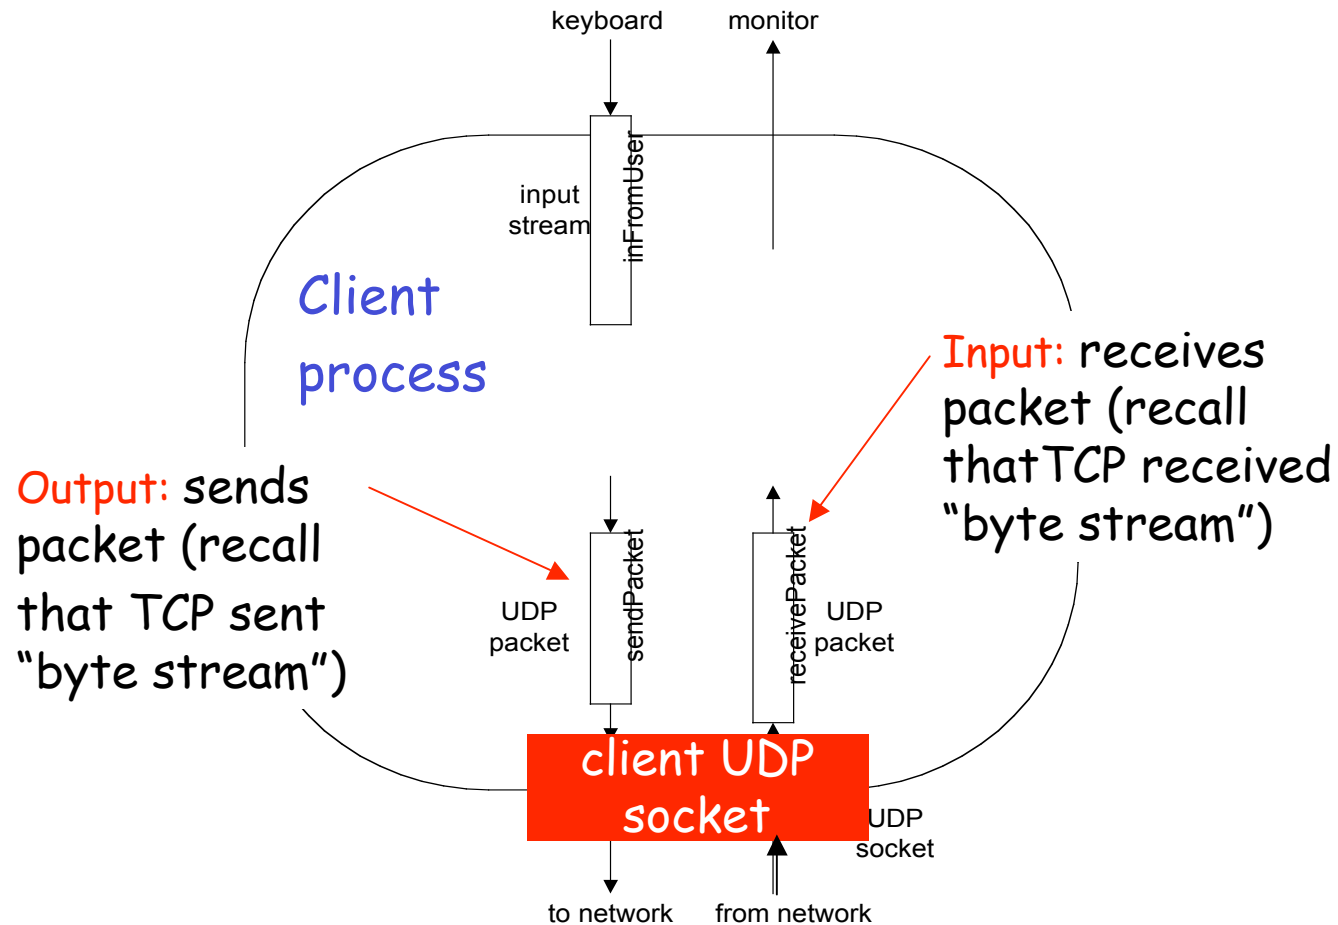 keyboard
monitor
input
stream
inFromUser
Client
process
Input: receives
packet (recall
thatTCP received
“byte stream”)
Output: sends
packet (recall
that TCP sent
“byte stream”)
UDP
packet
sendPacket
receivePacket
UDP
packet
client UDP
socket
UDP
socket
to network
from network